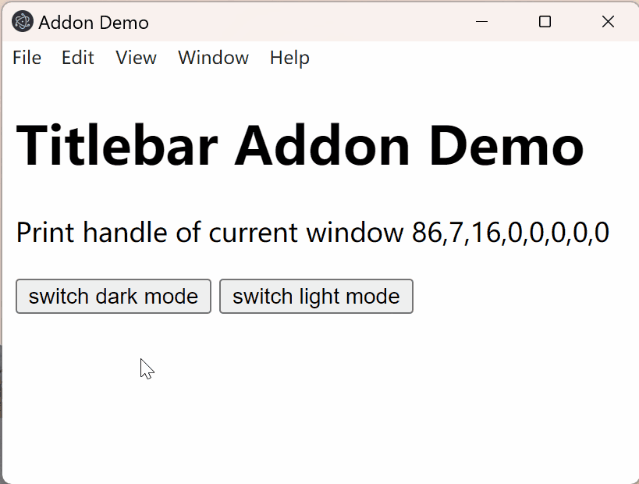 Addon Demo
File Edit View Window Help
Titlebar Addon Demo
Print handle of current window 86,7,16,0,0,0,0,0
switch dark mode switch light mode